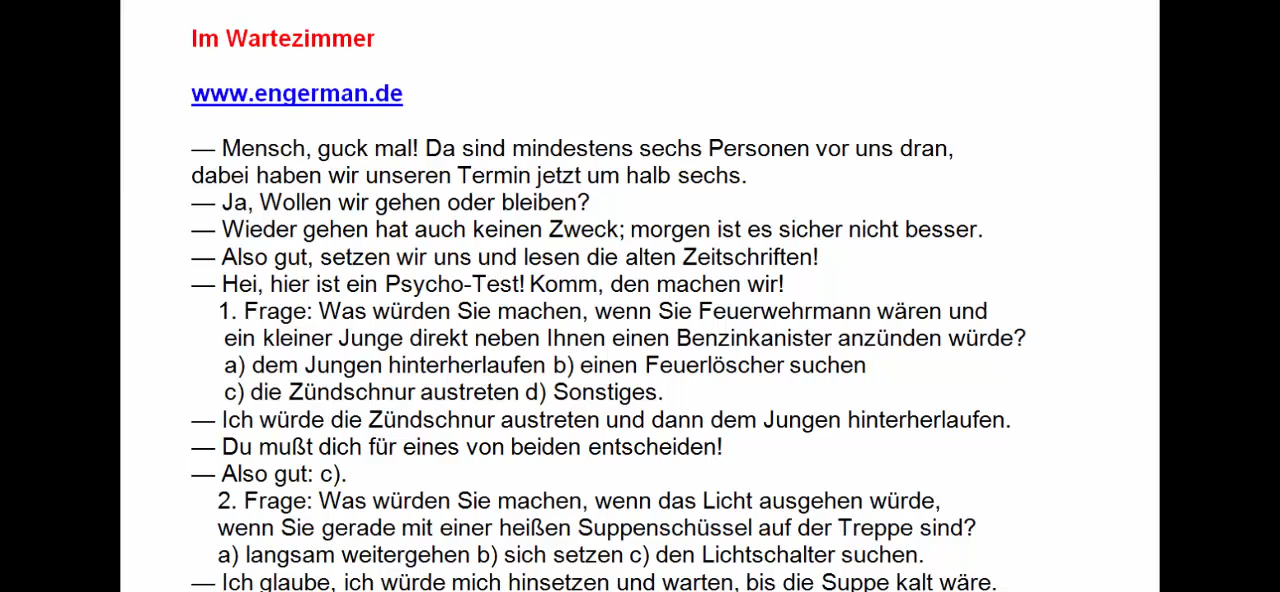 Im Wartezimmer
www.engerman.de
— Mensch, guck mal! Da sind mindestens sechs Personen vor uns dran,
dabei haben wir unseren Termin jetzt um halb sechs.
— Ja, Wollen wir gehen oder bleiben?
— Wieder gehen hat auch keinen Zweck; morgen ist es sicher nicht besser.
— Also gut, setzen wir uns und lesen die alten Zeitschriften!
— Hei, hier ist ein Psycho-Test! Komm, den machen wir!
1. Frage: Was würden Sie machen, wenn Sie Feuerwehrmann wären und
ein kleiner Junge direkt neben Ihnen einen Benzinkanister anzünden würde?
a) dem Jungen hinterherlaufen b) einen Feuerlöscher suchen
c) die Zündschnur austreten d) Sonstiges.
— Ich würde die Zündschnur austreten und dann dem Jungen hinterherlaufen.
— Du mußt dich für eines von beiden entscheiden!
— Also gut: c).
2. Frage: Was würden Sie machen, wenn das Licht ausgehen würde,
wenn Sie gerade mit einer heißen Suppenschüssel auf der Treppe sind?
a) langsam weitergehen b) sich setzen c) den Lichtschalter suchen.
— Ich glaube, ich würde mich hinsetzen und warten, bis die Suppe kalt wäre.